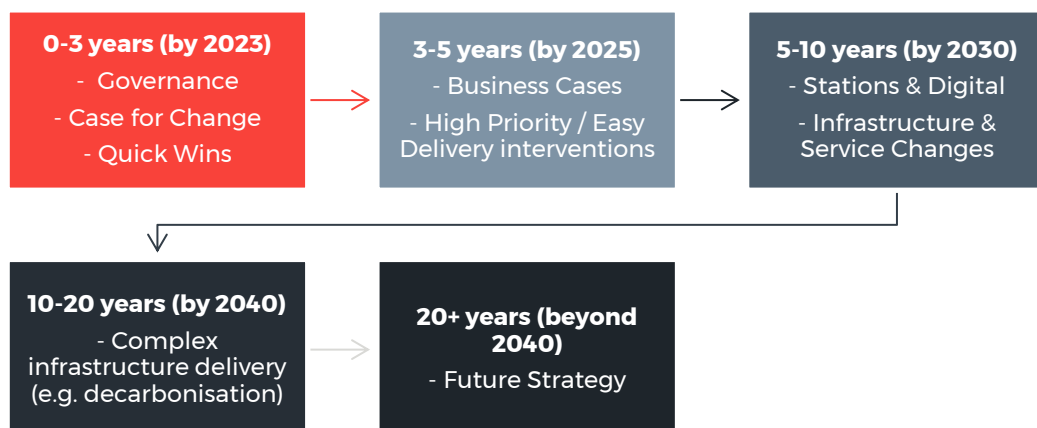 0-3 years (by 2023)
- Governance
- Case for Change
- Quick Wins
3-5 years (by 2025)
- Business Cases
- High Priority / Easy
Delivery interventions
5-10 years (by 2030)
- Stations & Digital
- Infrastructure &
Service Changes
10-20 years (by 2040)
- Complex
infrastructure delivery
(e.g. decarbonisation)
20+ years (beyond
2040)
- Future Strategy